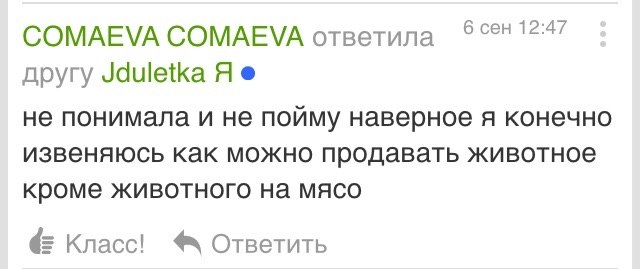 COMAEVA COMAEVA ответила 6 сен 12:47
другу Jduletka Я
не понимала и не пойму наверное я конечно
извеняюсь как можно продавать животное
кроме животного на мясо
Класс! Ответить